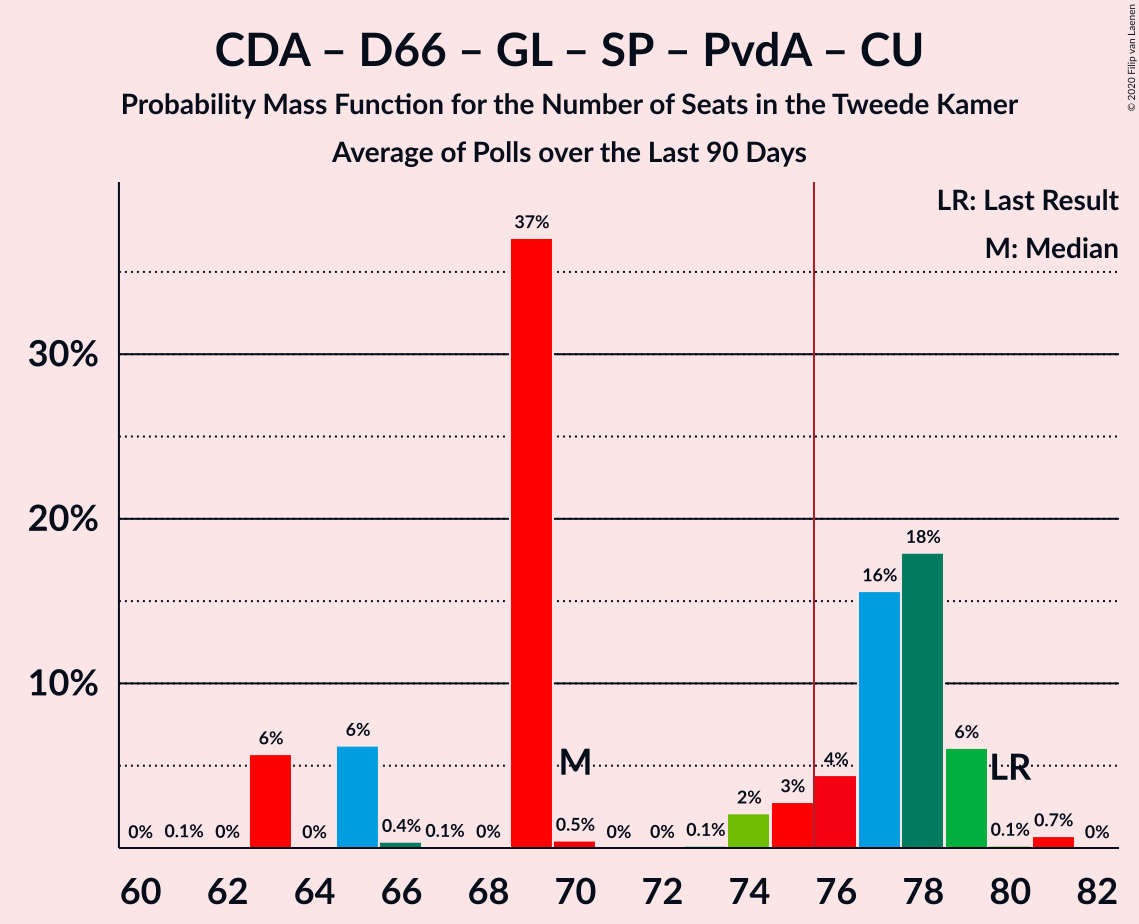 CDA – D66 – GL – SP – PvdA – CU
Probability Mass Function for the Number of Seats in the Tweede Kamer
Average of Polls over the Last 90 Days
© 2020 Filip van Laenen
LR: Last Result
M: Median
30%
20%
10%
0%
0.1%
0%
6%
0%
6%
0.4%
0.1%
0%
37%
0.5%
0%
0%
0.1%
2%
3%
4%
16%
18%
6%
0.1%
0.7%
0%
M
LR
60 62 64 66 68 70 72 74 76 78 80 82